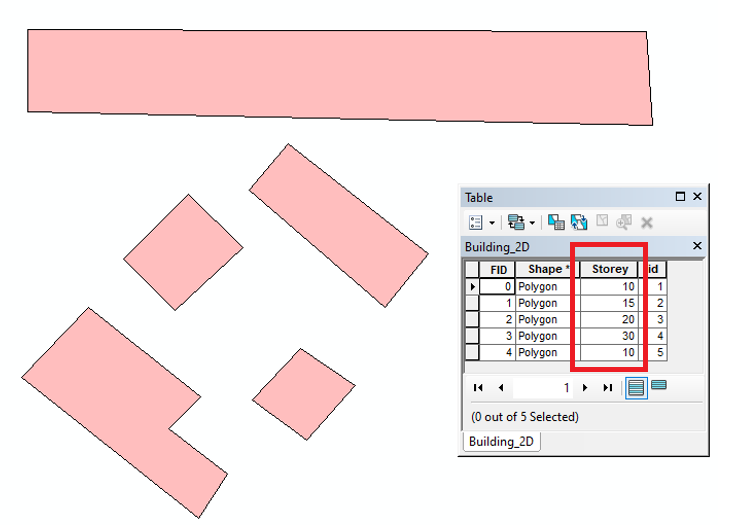 Table
Building_2D
FID Shape * Storey id
0 Polygon 10 1
1 Polygon 15 2
2 Polygon 20 3
3 Polygon 30 4
4 Polygon 10 5
1
(0 out of 5 Selected)
Building_2D